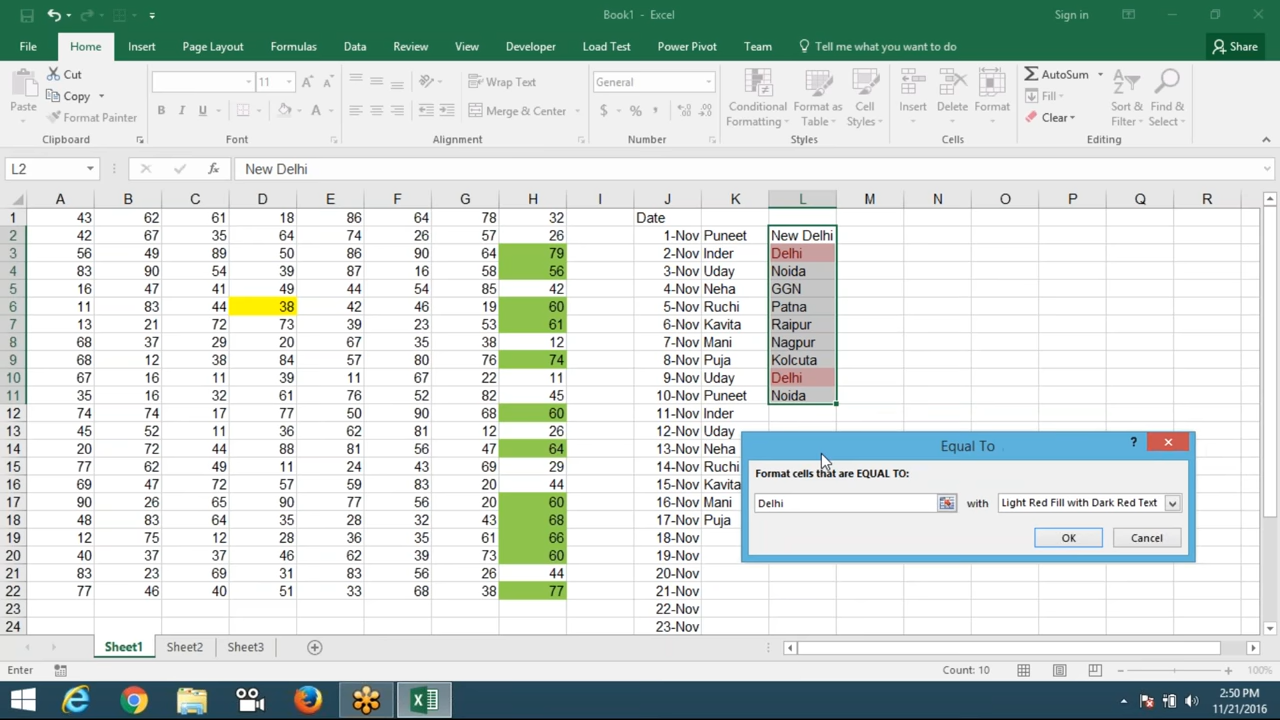 Book1 - Excel
Sign in
File Home Insert Page Layout Formulas Data Review View Developer Load Test Power Pivot Team Tell me what you want to do Share
Paste Cut Copy Format Painter
Clipboard
11
B I U A
Font
Wrap Text
Merge & Center
Alignment
General
$ % ,
Number
Conditional Formatting Format as Table Cell Styles
Styles
Insert Delete Format
Cells
AutoSum
Fill
Clear
Sort & Filter Find & Select
Editing
L2 fx New Delhi
A B C D E F G H I J K L M N O P Q R
1 43 62 61 18 86 64 78 32 Date
2 42 67 35 64 74 26 57 26 1-Nov Puneet New Delhi
3 56 49 89 50 86 90 64 79 2-Nov Inder Delhi
4 83 90 54 39 87 16 58 56 3-Nov Uday Noida
5 16 47 41 49 44 54 85 42 4-Nov Neha GGN
6 11 83 44 38 42 46 19 60 5-Nov Ruchi Patna
7 13 21 72 73 39 23 53 61 6-Nov Kavita Raipur
8 68 37 29 20 67 35 38 12 7-Nov Mani Nagpur
9 68 12 38 84 57 80 76 74 8-Nov Puja Kolcuta
10 67 16 11 39 11 67 22 11 9-Nov Uday Delhi
11 35 16 32 61 76 52 82 45 10-Nov Puneet Noida
12 74 74 17 77 50 90 68 60 11-Nov Inder
13 45 52 11 36 62 81 12 26 12-Nov Uday
14 20 72 44 88 81 56 47 64 13-Nov Neha
15 77 62 49 11 24 43 69 29 14-Nov Ruchi
16 69 47 72 57 59 83 20 44 15-Nov Kavita
17 90 26 65 90 77 56 20 60 16-Nov Mani
18 48 83 64 35 28 32 43 68 17-Nov Puja
19 12 75 12 28 36 35 61 66 18-Nov
20 40 37 37 46 62 39 73 60 19-Nov
21 83 23 69 31 83 56 26 44 20-Nov
22 77 46 40 51 33 68 38 77 21-Nov
23 22-Nov
24 23-Nov
Equal To
?
Format cells that are EQUAL TO:
Delhi with Light Red Fill with Dark Red Text
OK Cancel
Sheet1 Sheet2 Sheet3
Enter Count: 10 100%
2:50 PM
11/21/2016